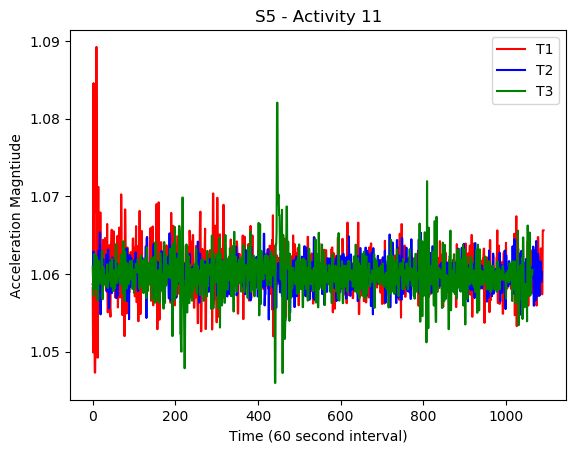 S5 - Activity 11
1.09
1.08
1.07
1.06
1.05
Acceleration Magntiude
T1
T2
T3
0 200 400 600 800 1000
Time (60 second interval)